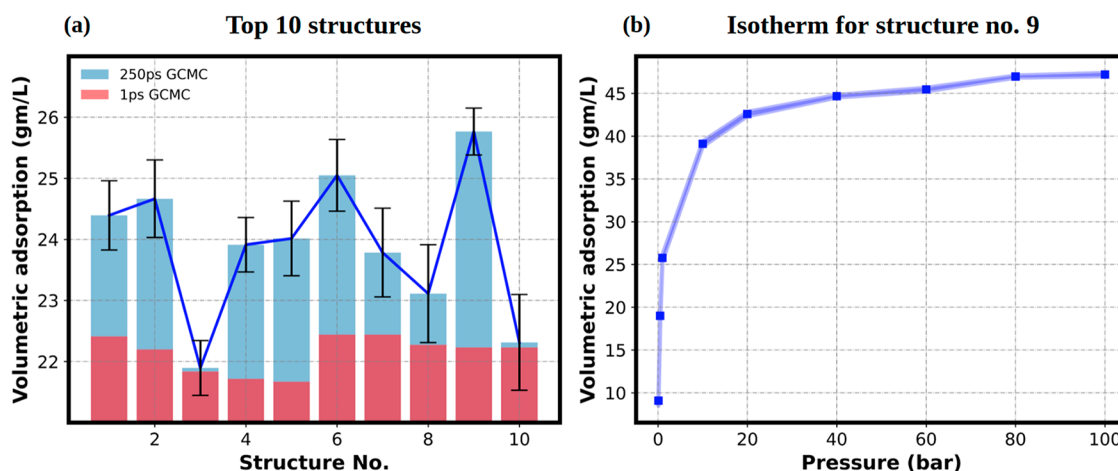 (a)
Top 10 structures
250ps GCMC
1ps GCMC
26
25
24
23
22
Volumetric adsorption (gm/L)
2 4 6 8 10
Structure No.
(b)
Isotherm for structure no. 9
45
40
35
30
25
20
15
10
Volumetric adsorption (gm/L)
0 20 40 60 80 100
Pressure (bar)